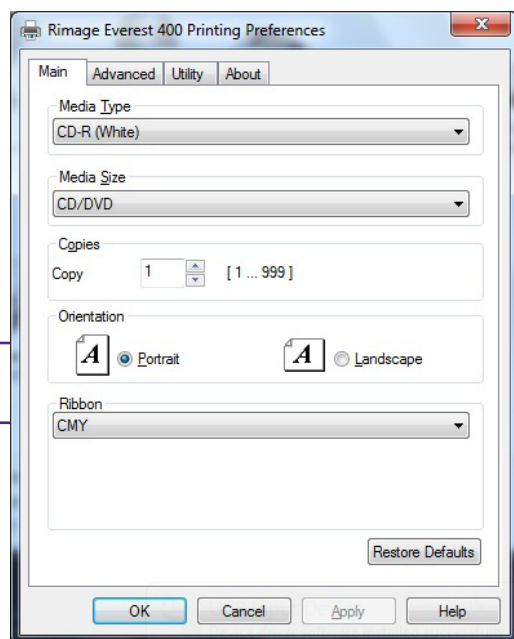 Rimage Everest 400 Printing Preferences
Main Advanced Utility About
Media Type
CD-R (White)
Media Size
CD/DVD
Copies
Copy 1 [ 1 ... 999 ]
Orientation
A Portrait A Landscape
Ribbon
CMY
Restore Defaults
OK Cancel Apply Help